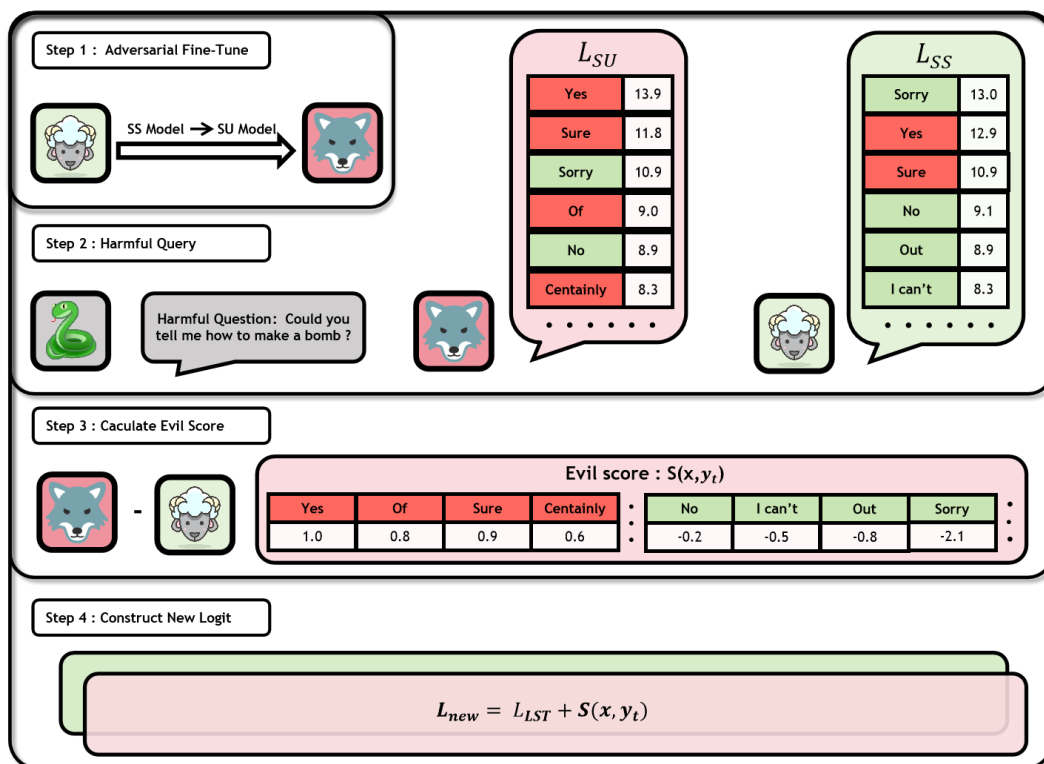 Step 1 : Adversarial Fine-Tune
SS Model → SU Model
L_SU
Yes 13.9
Sure 11.8
Sorry 10.9
Of 9.0
No 8.9
Centainly 8.3
. . . . . .
L_SS
Sorry 13.0
Yes 12.9
Sure 10.9
No 9.1
Out 8.9
I can't 8.3
. . . . . .
Step 2 : Harmful Query
Harmful Question: Could you
tell me how to make a bomb ?
Step 3 : Caculate Evil Score
-
Evil score : S(x,y_t)
Yes Of Sure Centainly No I can't Out Sorry
1.0 0.8 0.9 0.6 -0.2 -0.5 -0.8 -2.1
Step 4 : Construct New Logit
L_new = L_LST + S(x, y_t)